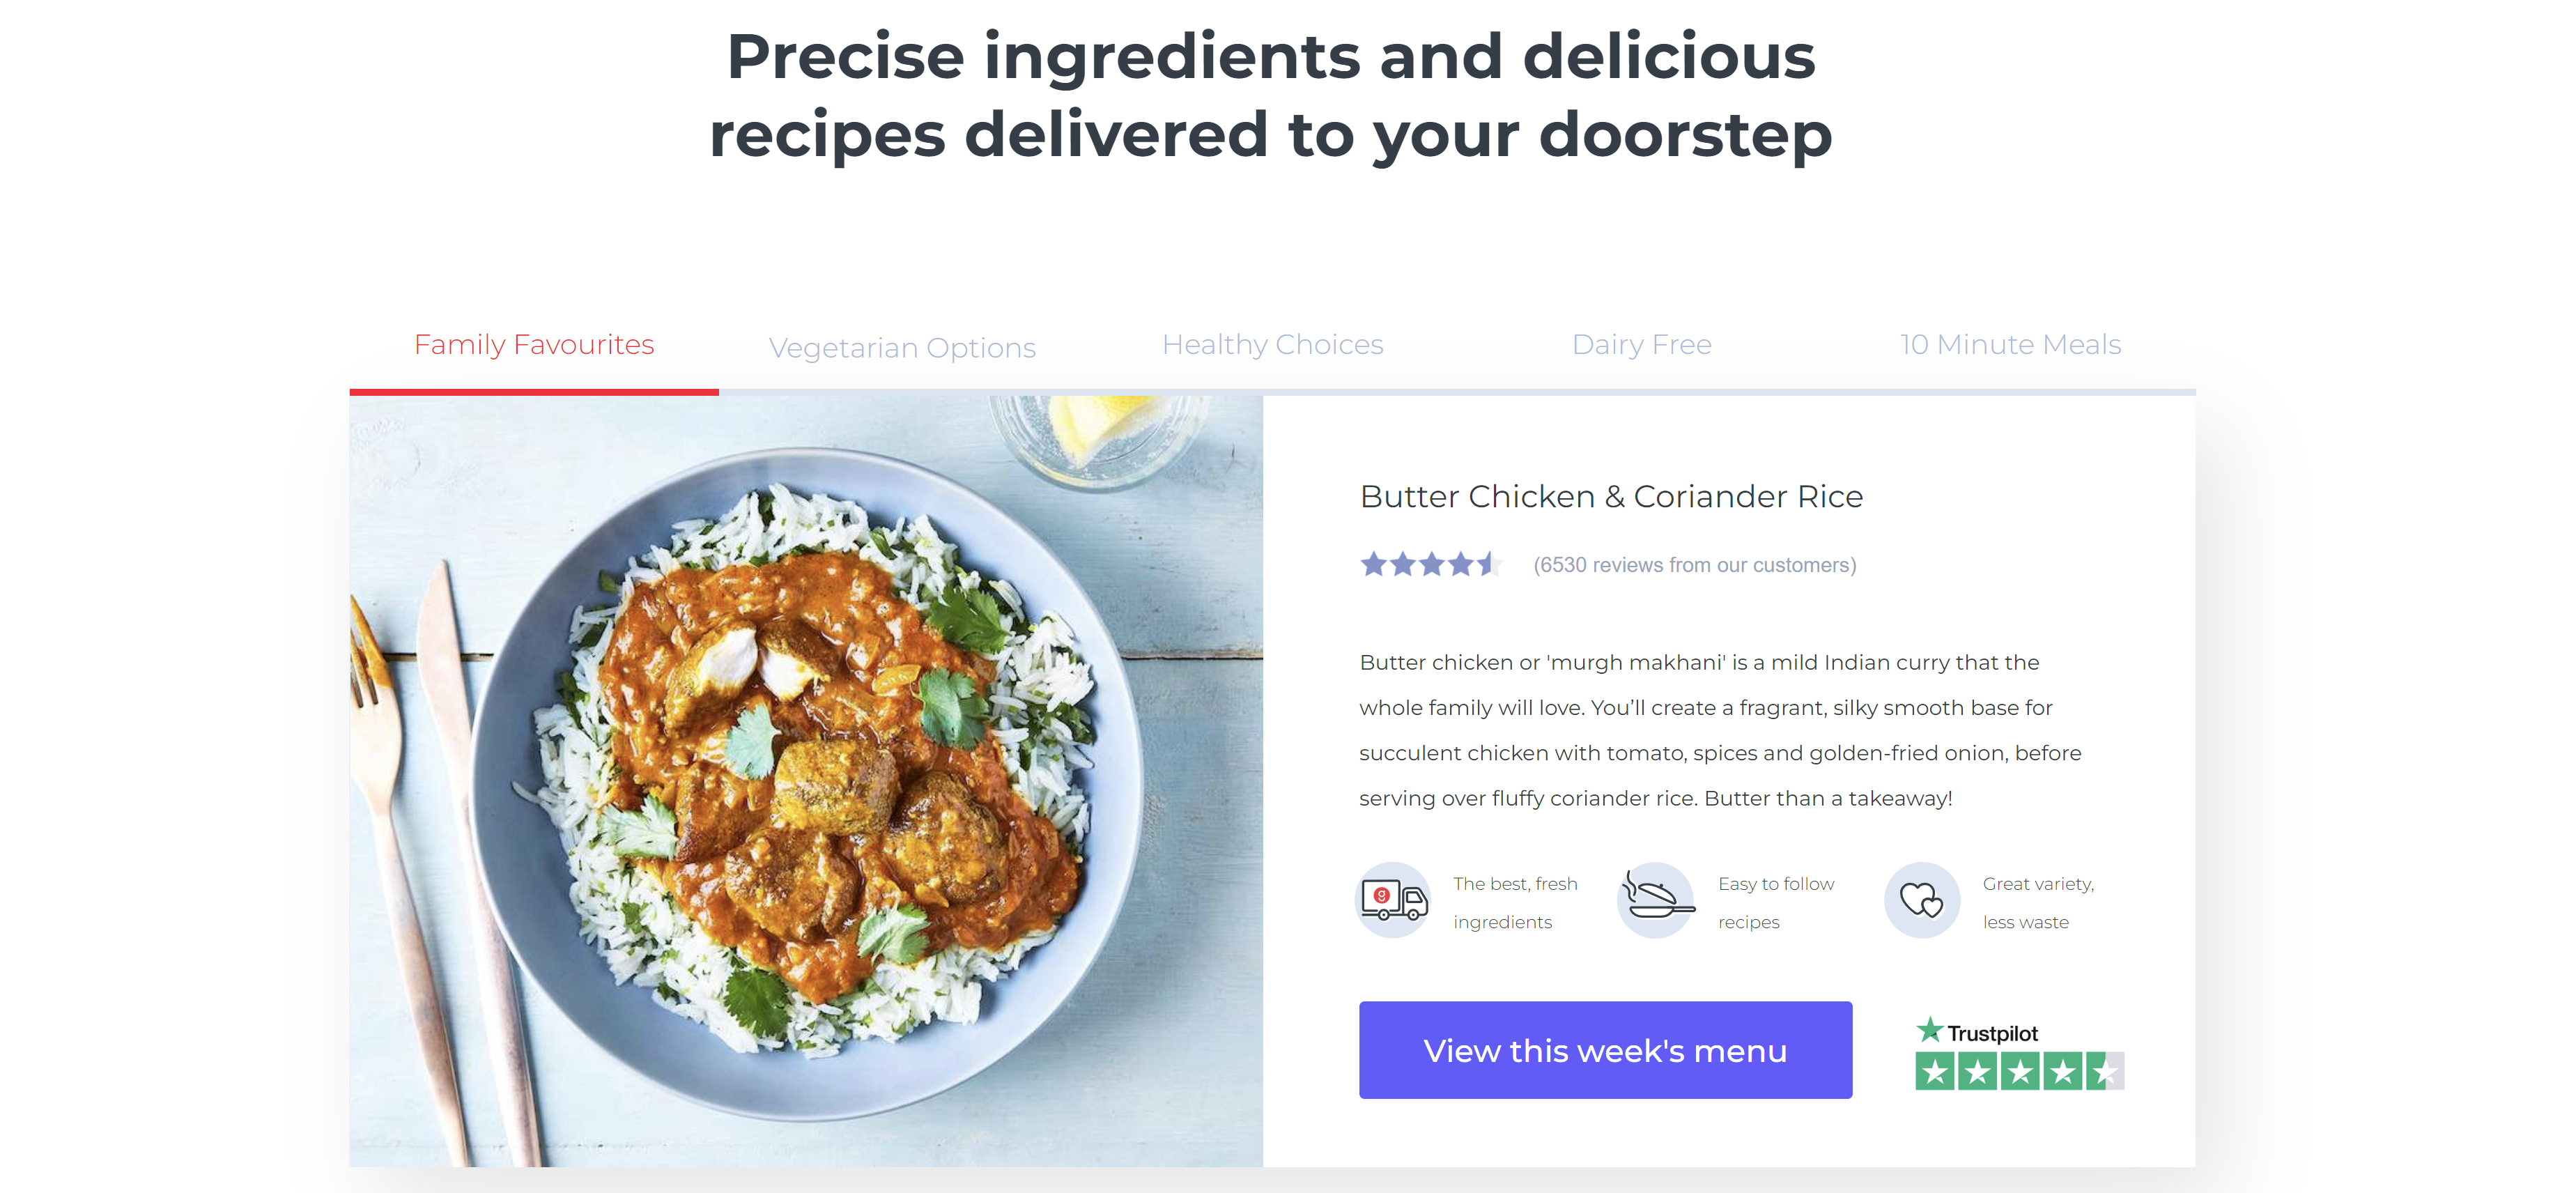 Precise ingredients and delicious
recipes delivered to your doorstep
Family Favourites
Vegetarian Options
Healthy Choices
Dairy Free
10 Minute Meals
Butter Chicken & Coriander Rice
(6530 reviews from our customers)
Butter chicken or 'murgh makhani' is a mild Indian curry that the
whole family will love. You’ll create a fragrant, silky smooth base for
succulent chicken with tomato, spices and golden-fried onion, before
serving over fluffy coriander rice. Butter than a takeaway!
g
The best, fresh
ingredients
Easy to follow
recipes
Great variety,
less waste
View this week's menu
Trustpilot